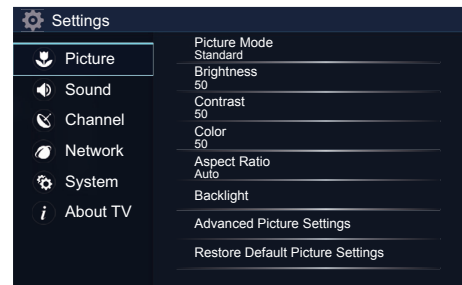 Settings
Picture
Sound
Channel
Network
System
i About TV
Picture Mode
Standard
Brightness
50
Contrast
50
Color
50
Aspect Ratio
Auto
Backlight
Advanced Picture Settings
Restore Default Picture Settings